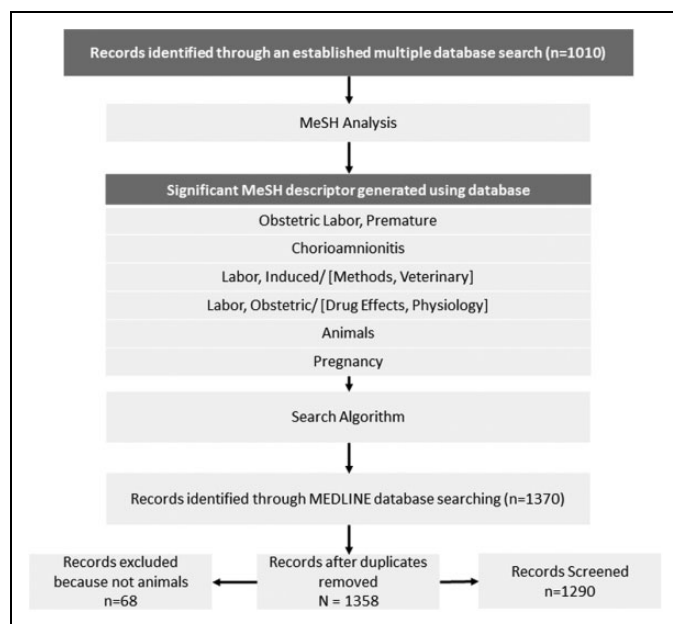 Records identified through an established multiple database search (n=1010)
MeSH Analysis
Significant MeSH descriptor generated using database
Obstetric Labor, Premature
Chorioamnionitis
Labor, Induced/ [Methods, Veterinary]
Labor, Obstetric/ [Drug Effects, Physiology]
Animals
Pregnancy
Search Algorithm
Records identified through MEDLINE database searching (n=1370)
Records excluded
because not animals
n=68
Records after duplicates
removed
N = 1358
Records Screened
n=1290